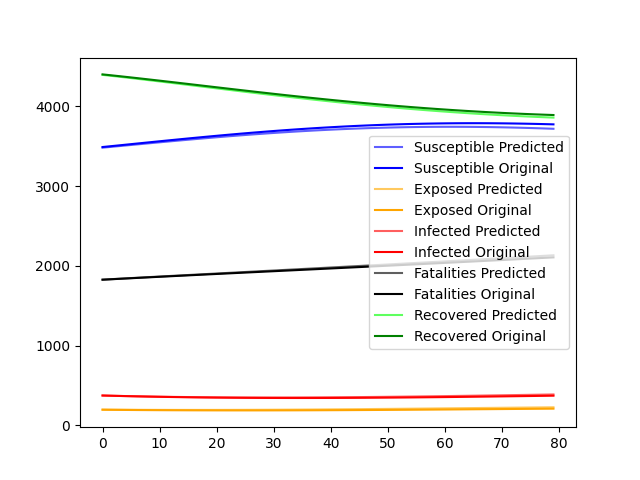 4000
3000
2000
1000
0
Susceptible Predicted
Susceptible Original
Exposed Predicted
Exposed Original
Infected Predicted
Infected Original
Fatalities Predicted
Fatalities Original
Recovered Predicted
Recovered Original
0 10 20 30 40 50 60 70 80